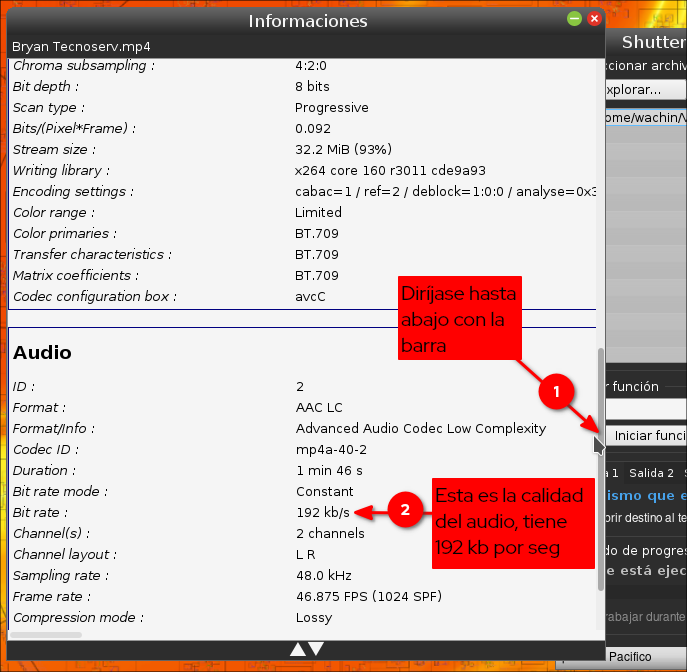 Informaciones
Bryan Tecnoserv.mp4
Chroma subsampling : 4:2:0
Bit depth : 8 bits
Scan type : Progressive
Bits/(Pixel*Frame) : 0.092
Stream size : 32.2 MiB (93%)
Writing library : x264 core 160 r3011 cde9a93
Encoding settings : cabac=1 / ref=2 / deblock=1:0:0 / analyse=0x3
Color range : Limited
Color primaries : BT.709
Transfer characteristics : BT.709
Matrix coefficients : BT.709
Codec configuration box : avcC
Diríjase hasta
abajo con la
barra
1
Audio
ID : 2
Format : AAC LC
Format/Info : Advanced Audio Codec Low Complexity
Codec ID : mp4a-40-2
Duration : 1 min 46 s
Bit rate mode : Constant
Bit rate : 192 kb/s
2
Esta es la calidad
del audio, tiene
192 kb por seg
Channel(s) : 2 channels
Channel layout : L R
Sampling rate : 48.0 kHz
Frame rate : 46.875 FPS (1024 SPF)
Compression mode : Lossy
Shutter
ccionar archiv
xplorar...
ome/wachin/V
r función
Iniciar funci
a 1 Salida 2 S
ismo que e
orir destino al te
do de progres
e está ejec
rabajar durante
Pacifico